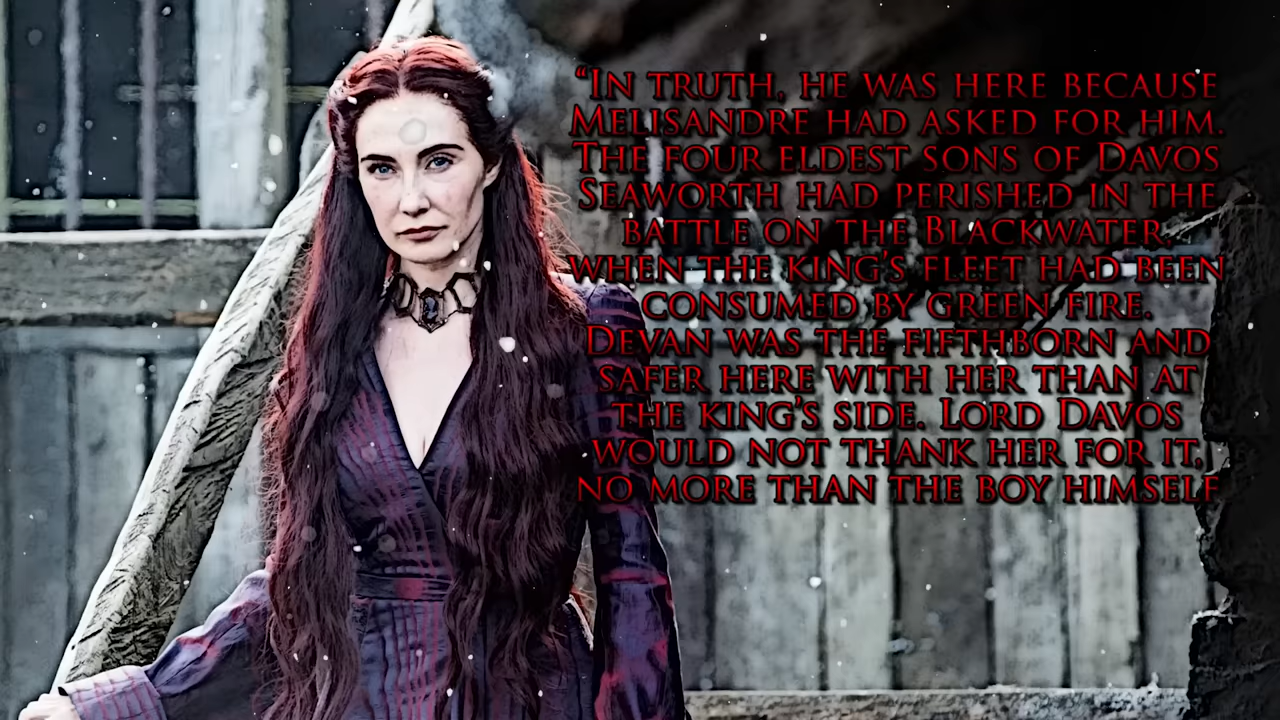 “In truth, he was here because
Melisandre had asked for him.
The four eldest sons of Davos
Seaworth had perished in the
battle on the Blackwater,
when the king’s fleet had been
consumed by green fire.
Devan was the fifthborn and
safer here with her than at
the king’s side. Lord Davos
would not thank her for it,
no more than the boy himself